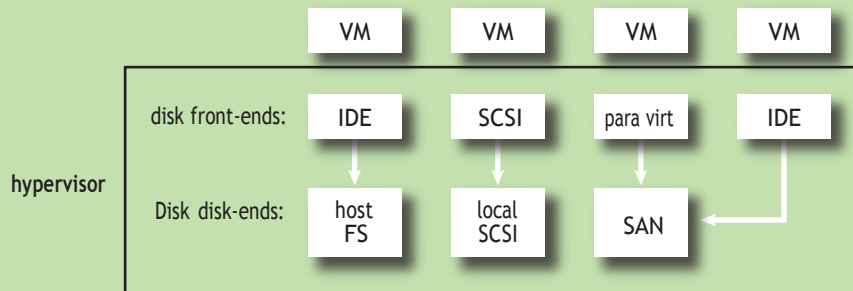 VM VM VM VM
disk front-ends: IDE SCSI para virt IDE
hypervisor
Disk disk-ends: host FS local SCSI SAN